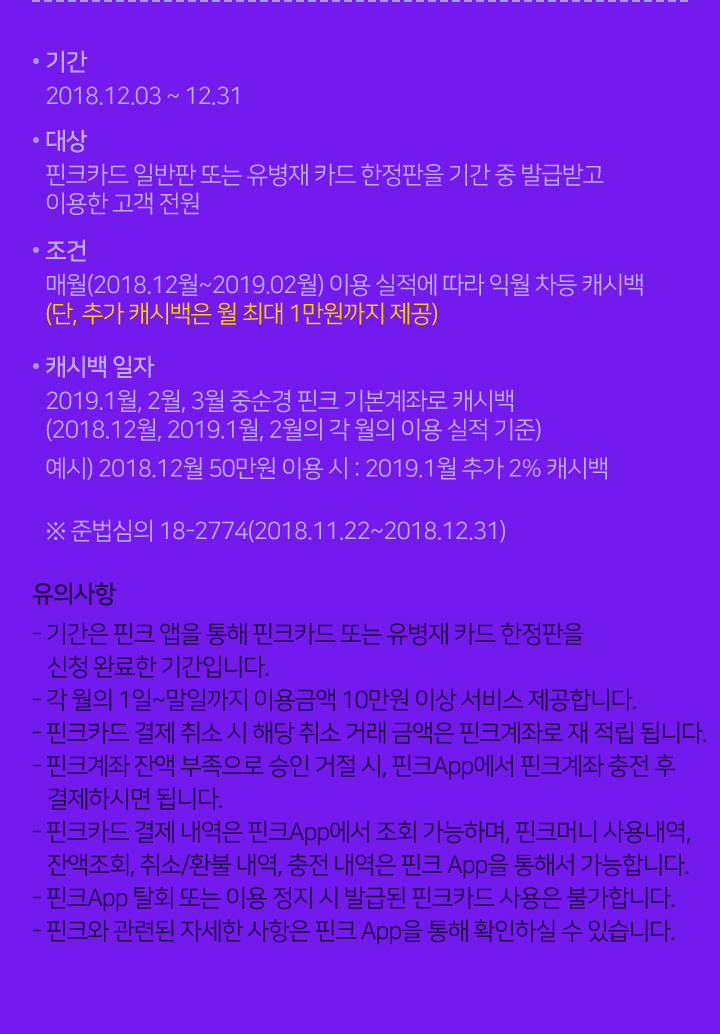 • 기간
2018.12.03 ~ 12.31
• 대상
핀크카드 일반판 또는 유병재 카드 한정판을 기간 중 발급받고
이용한 고객 전원
• 조건
매월(2018.12월~2019.02월) 이용 실적에 따라 익월 차등 캐시백
(단, 추가 캐시백은 월 최대 1만원까지 제공)
• 캐시백 일자
2019.1월, 2월, 3월 중순경 핀크 기본계좌로 캐시백
(2018.12월, 2019.1월, 2월의 각 월의 이용 실적 기준)
예시) 2018.12월 50만원 이용 시 : 2019.1월 추가 2% 캐시백
※ 준법심의 18-2774(2018.11.22~2018.12.31)
유의사항
- 기간은 핀크 앱을 통해 핀크카드 또는 유병재 카드 한정판을
신청 완료한 기간입니다.
- 각 월의 1일~말일까지 이용금액 10만원 이상 서비스 제공합니다.
- 핀크카드 결제 취소 시 해당 취소 거래 금액은 핀크계좌로 재 적립 됩니다.
- 핀크계좌 잔액 부족으로 승인 거절 시, 핀크App에서 핀크계좌 충전 후
결제하시면 됩니다.
- 핀크카드 결제 내역은 핀크App에서 조회 가능하며, 핀크머니 사용내역,
잔액조회, 취소/환불 내역, 충전 내역은 핀크 App을 통해서 가능합니다.
- 핀크App 탈회 또는 이용 정지 시 발급된 핀크카드 사용은 불가합니다.
- 핀크와 관련된 자세한 사항은 핀크 App을 통해 확인하실 수 있습니다.